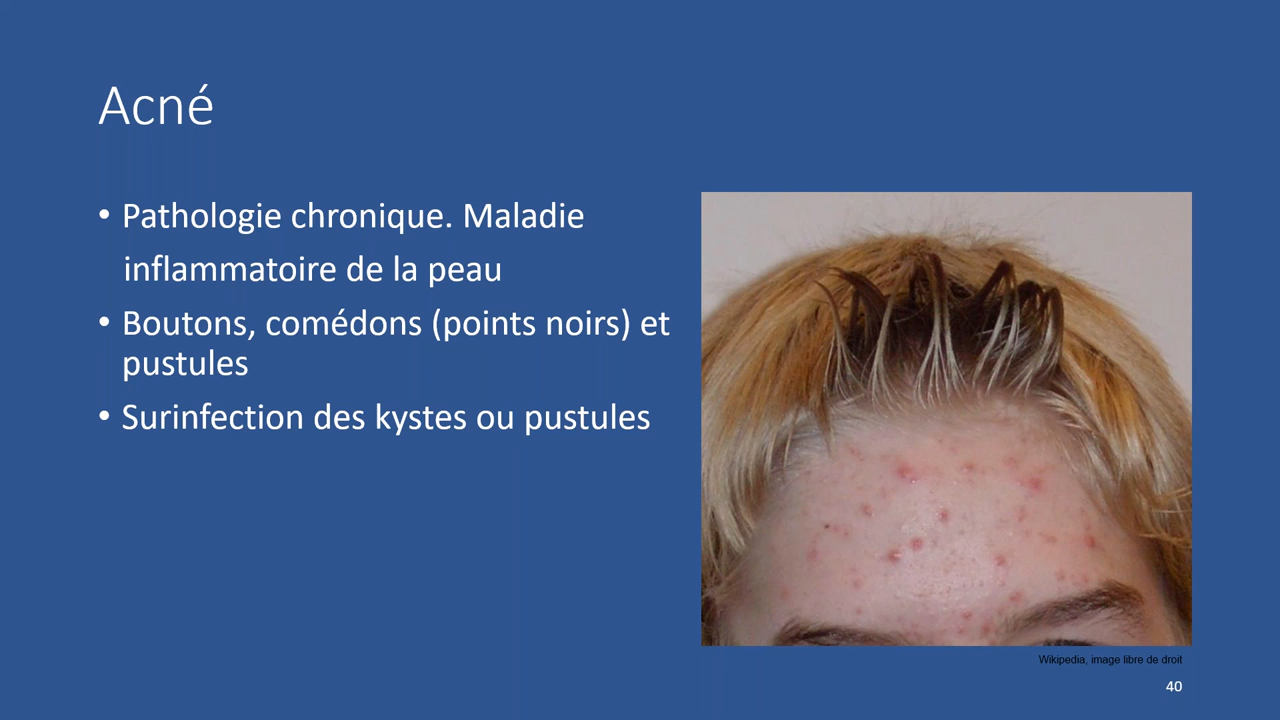 Acné
• Pathologie chronique. Maladie
inflammatoire de la peau
• Boutons, comédons (points noirs) et
pustules
• Surinfection des kystes ou pustules
Wikipedia, image libre de droit
40